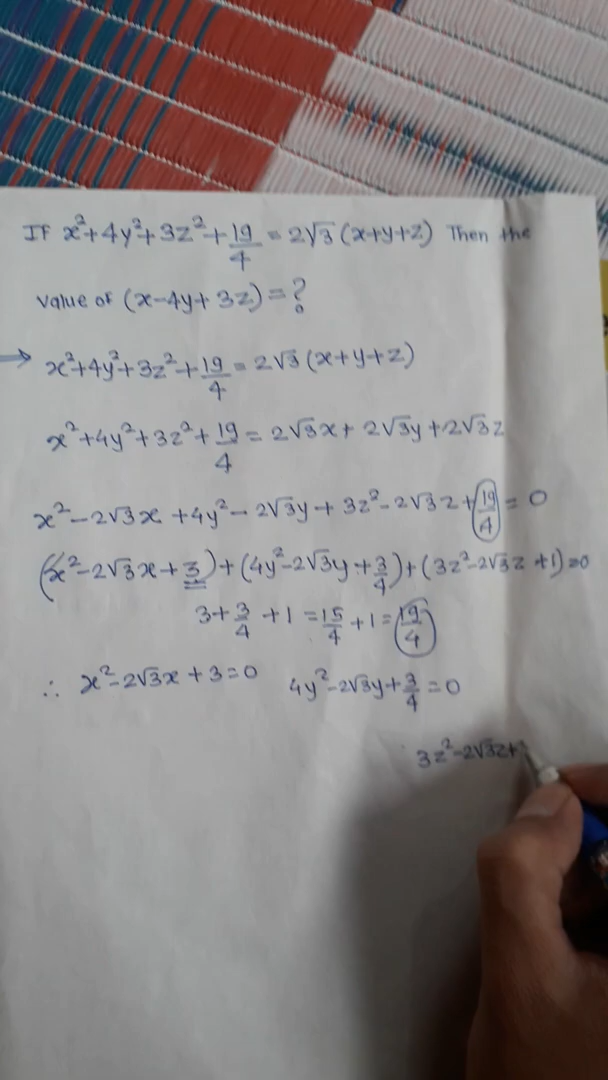 IF x²+4y²+3z²+19/4 = 2√3 (x+y+z) Then the
value of (x-4y+3z) = ?
→ x²+4y²+3z²+19/4 = 2√3 (x+y+z)
x²+4y²+3z²+19/4 = 2√3x + 2√3y + 2√3z
x²-2√3x +4y²-2√3y+3z²-2√3z+19/4 = 0
(x²-2√3x+3)+(4y²-2√3y+3/4)+(3z²-2√3z+1)=0
3+3/4+1=15/4+1=19/4
∴ x²-2√3x+3=0 4y²-2√3y+3/4=0
3z²-2√3z+